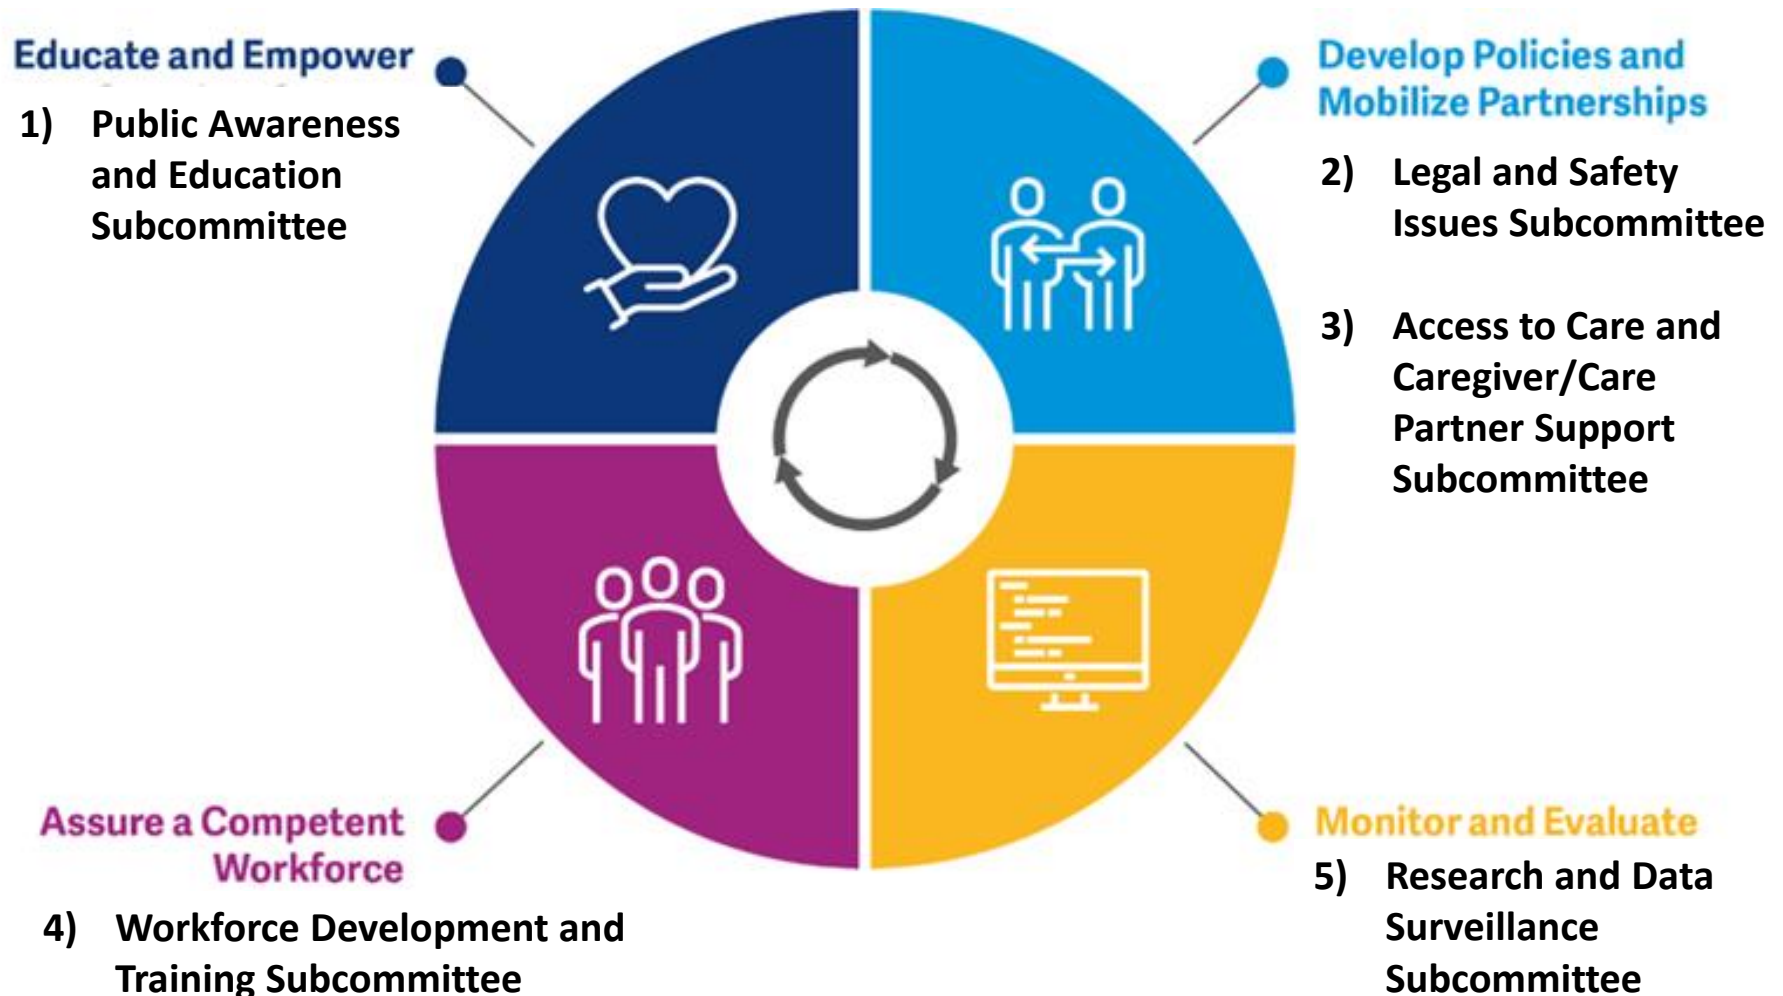 Educate and Empower
1) Public Awareness
and Education
Subcommittee
Develop Policies and
Mobilize Partnerships
2) Legal and Safety
Issues Subcommittee
3) Access to Care and
Caregiver/Care
Partner Support
Subcommittee
Assure a Competent
Workforce
4) Workforce Development and
Training Subcommittee
Monitor and Evaluate
5) Research and Data
Surveillance
Subcommittee